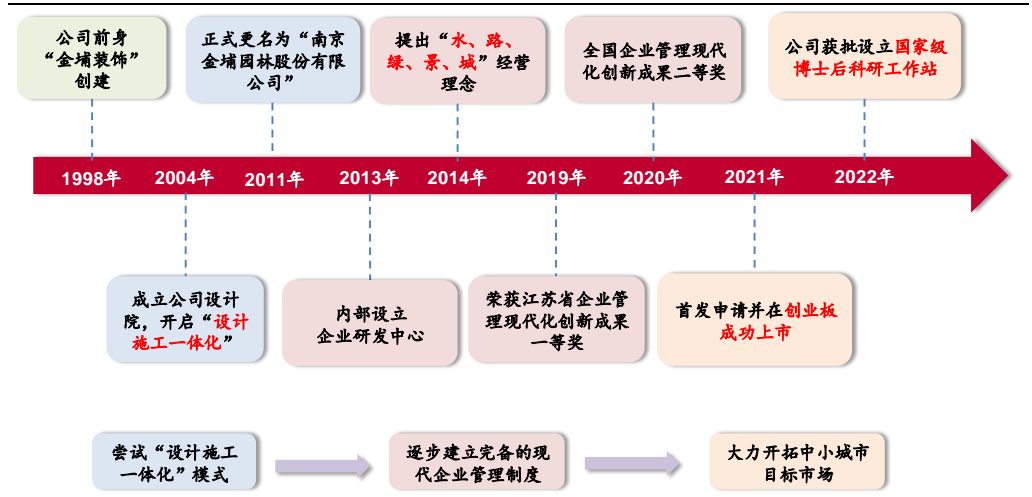 公司前身
“金埔装饰”
创建
正式更名为“南京
金埔园林股份有限
公司”
提出“水、路、
绿、景、城”经营
理念
全国企业管理现代
化创新成果二等奖
公司获批设立国家级
博士后科研工作站
1998年
2004年
2011年
2013年
2014年
2019年
2020年
2021年
2022年
成立公司设计
院，开启“设计
施工一体化”
内部设立
企业研发中心
荣获江苏省企业管
理现代化创新成果
一等奖
首发申请并在创业板
成功上市
尝试“设计施工
一体化”模式
逐步建立完备的现
代企业管理制度
大力开拓中小城市
目标市场